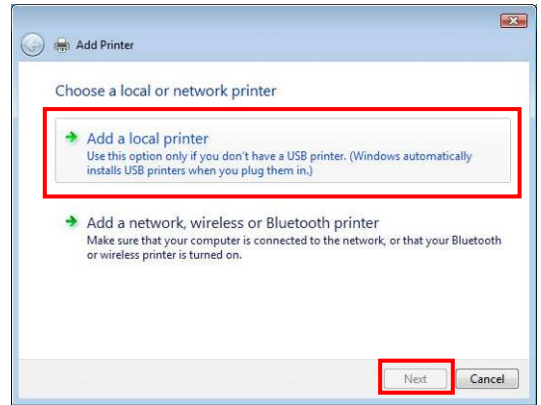 Add Printer
Choose a local or network printer
Add a local printer
Use this option only if you don't have a USB printer. (Windows automatically
installs USB printers when you plug them in.)
Add a network, wireless or Bluetooth printer
Make sure that your computer is connected to the network, or that your Bluetooth
or wireless printer is turned on.
Next Cancel